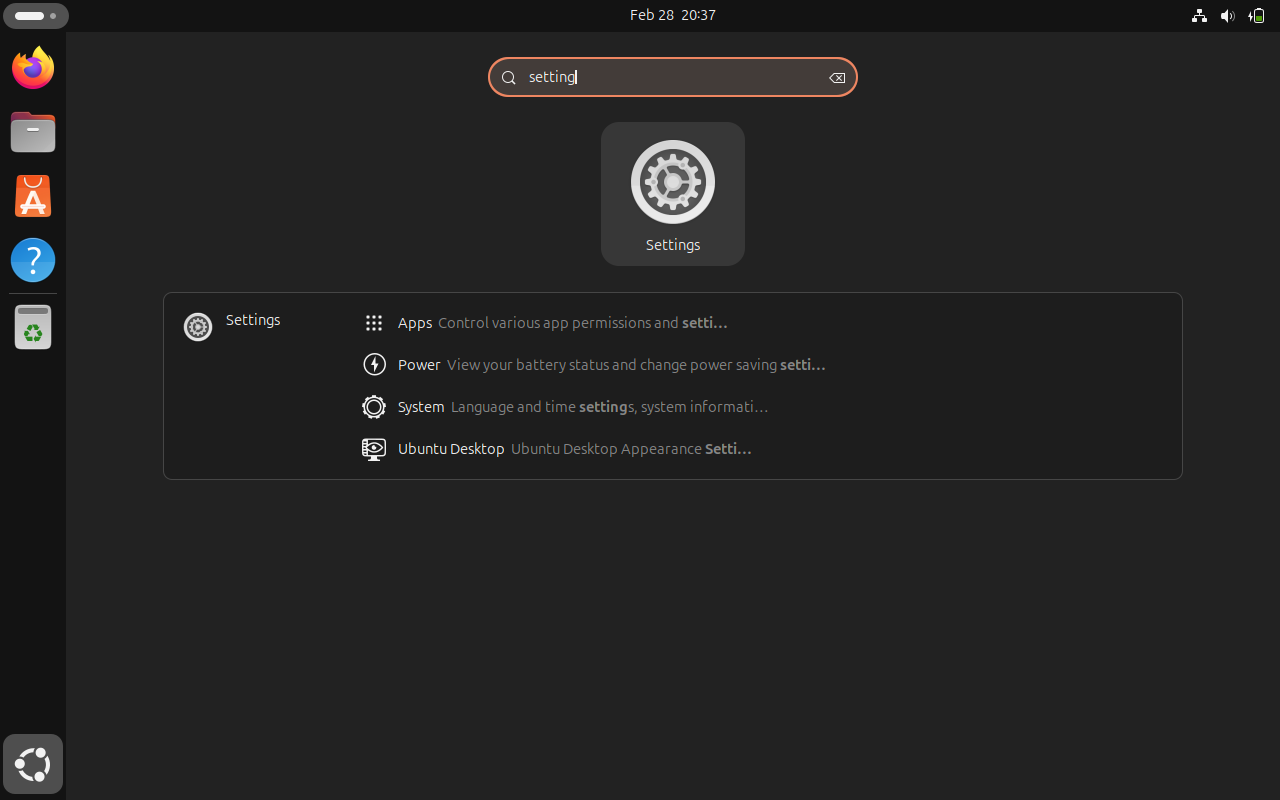 Feb 28 20:37
setting
Settings
Settings
Apps Control various app permissions and setti…
Power View your battery status and change power saving setti…
System Language and time settings, system informati…
Ubuntu Desktop Ubuntu Desktop Appearance Setti…